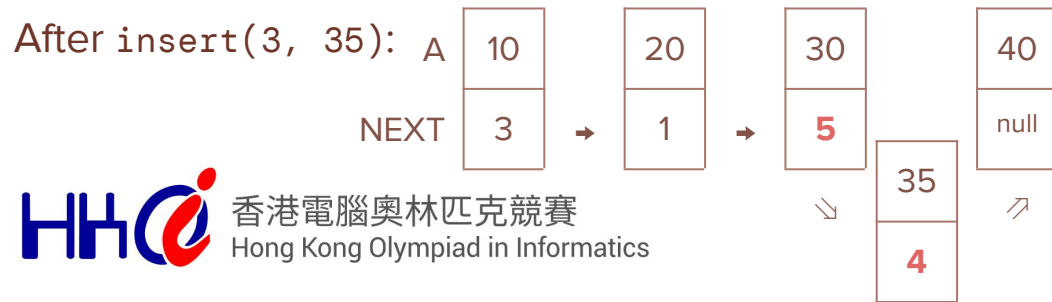 After insert(3, 35):
A 10 20 30 40
NEXT 3 → 1 → 5 null
35
↘ ↗
4
HKOi
香港電腦奧林匹克競賽
Hong Kong Olympiad in Informatics